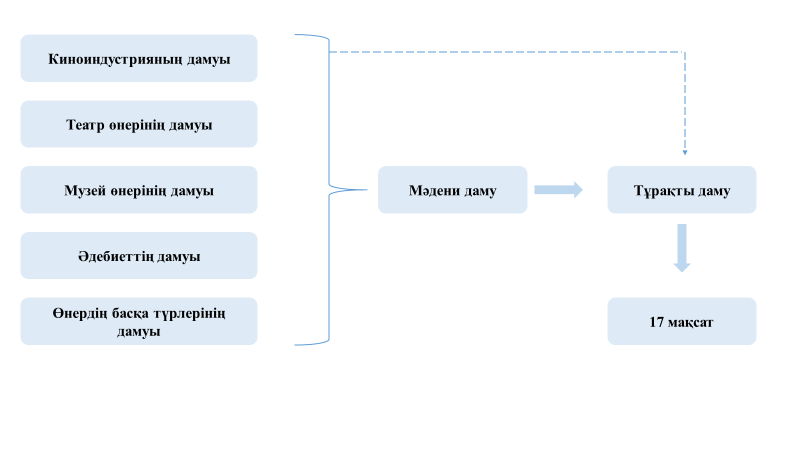 Киноиндустрияның дамуы
Театр өнерінің дамуы
Музей өнерінің дамуы
Әдебиеттің дамуы
Өнердің басқа түрлерінің
дамуы
Мәдени даму
Тұрақты даму
17 мақсат